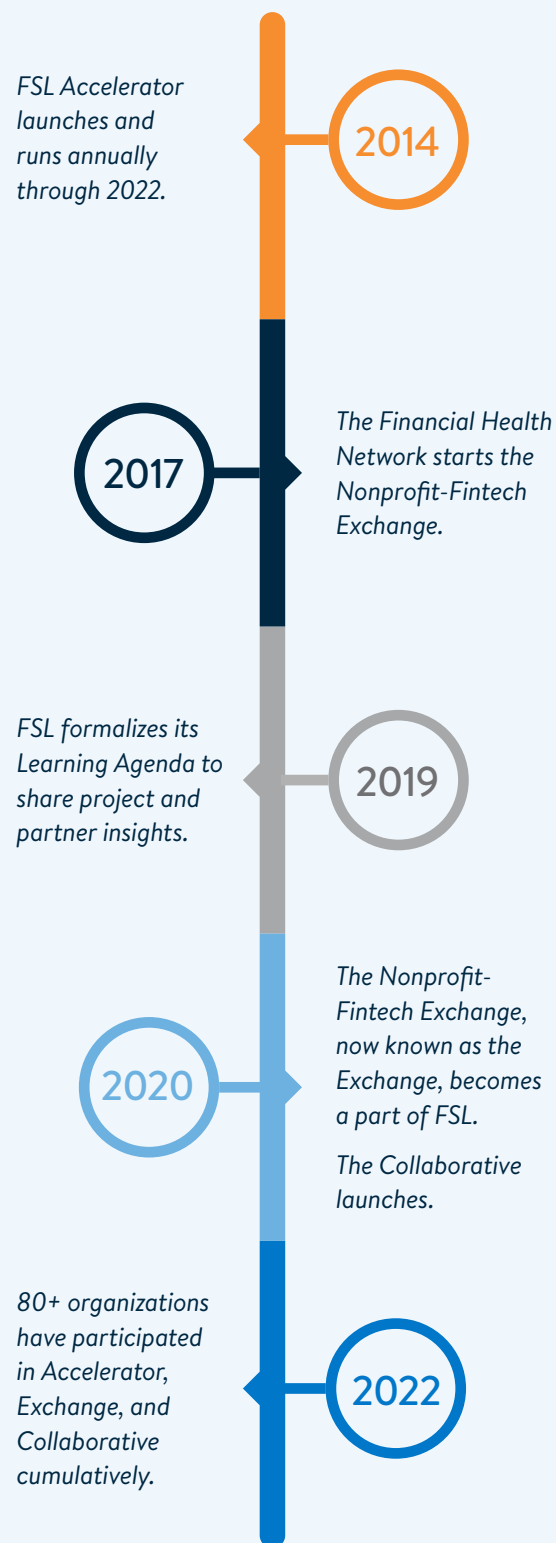 FSL Accelerator
launches and
runs annually
through 2022.
2014
2017
The Financial Health
Network starts the
Nonprofit-Fintech
Exchange.
FSL formalizes its
Learning Agenda to
share project and
partner insights.
2019
2020
The Nonprofit-
Fintech Exchange,
now known as the
Exchange, becomes
a part of FSL.
The Collaborative
launches.
80+ organizations
have participated
in Accelerator,
Exchange, and
Collaborative
cumulatively.
2022